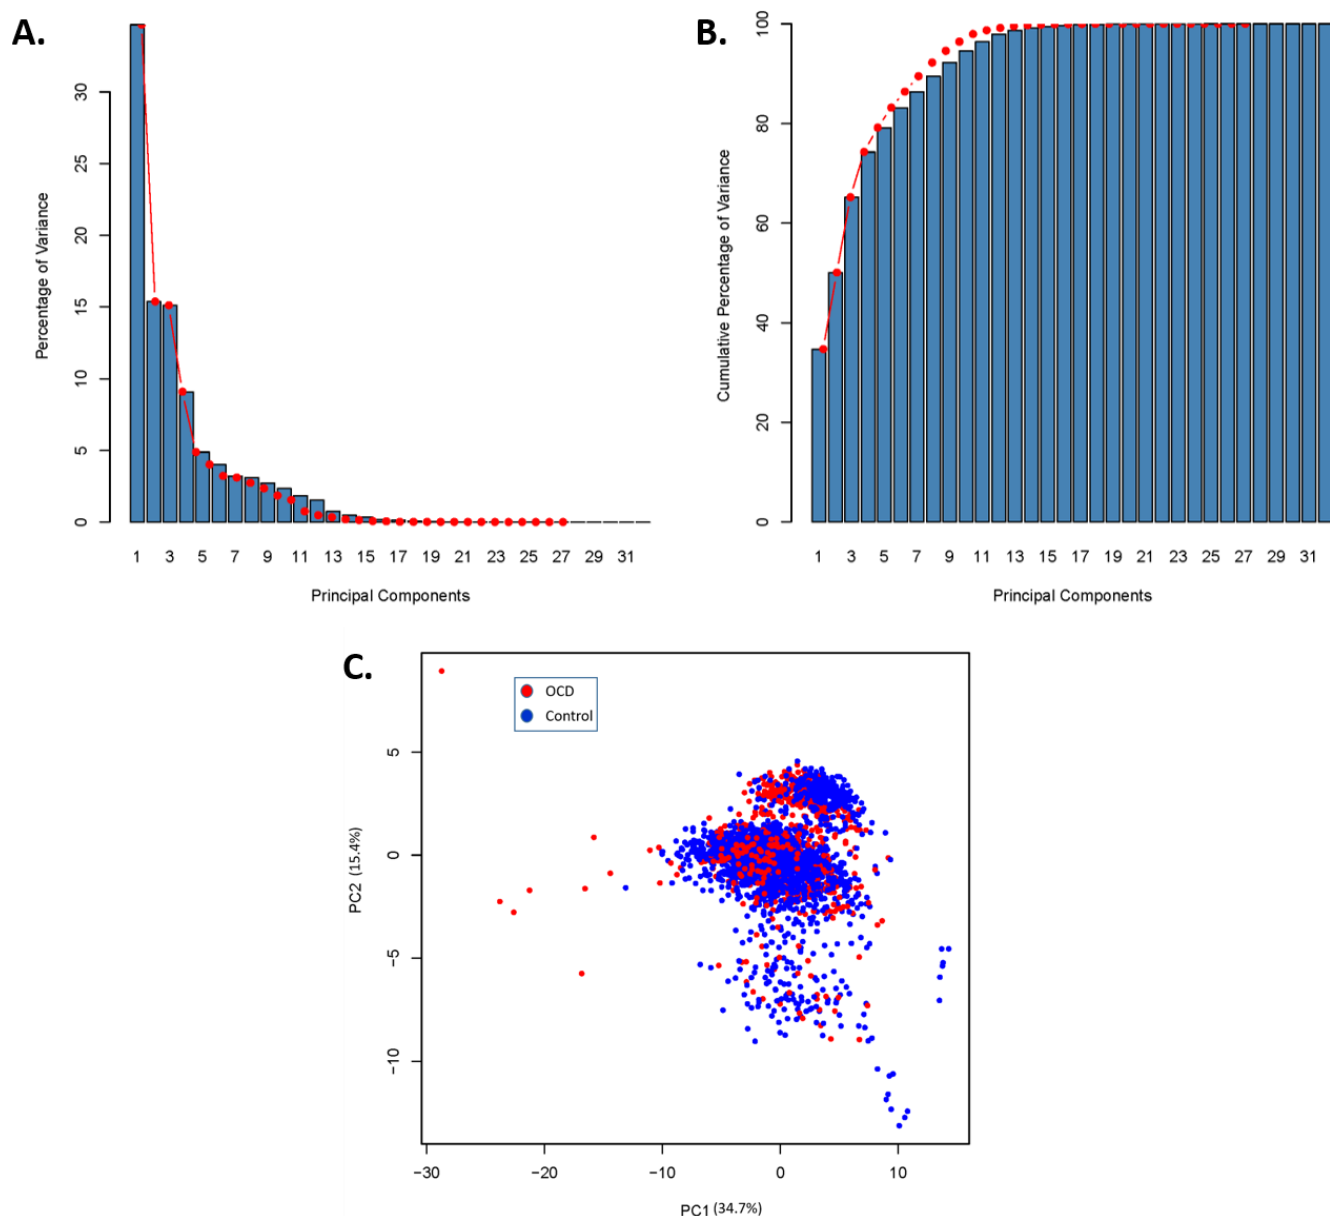 A.
Percentage of Variance
30
25
20
15
10
5
0
1 3 5 7 9 11 13 15 17 19 21 23 25 27 29 31
Principal Components
B.
Cumulative Percentage of Variance
100
80
60
40
20
0
1 3 5 7 9 11 13 15 17 19 21 23 25 27 29 31
Principal Components
C.
OCD
Control
PC2 (15.4%)
5
0
−5
−10
−30 −20 −10 0 10
PC1 (34.7%)